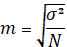 m = √(σ²/N)